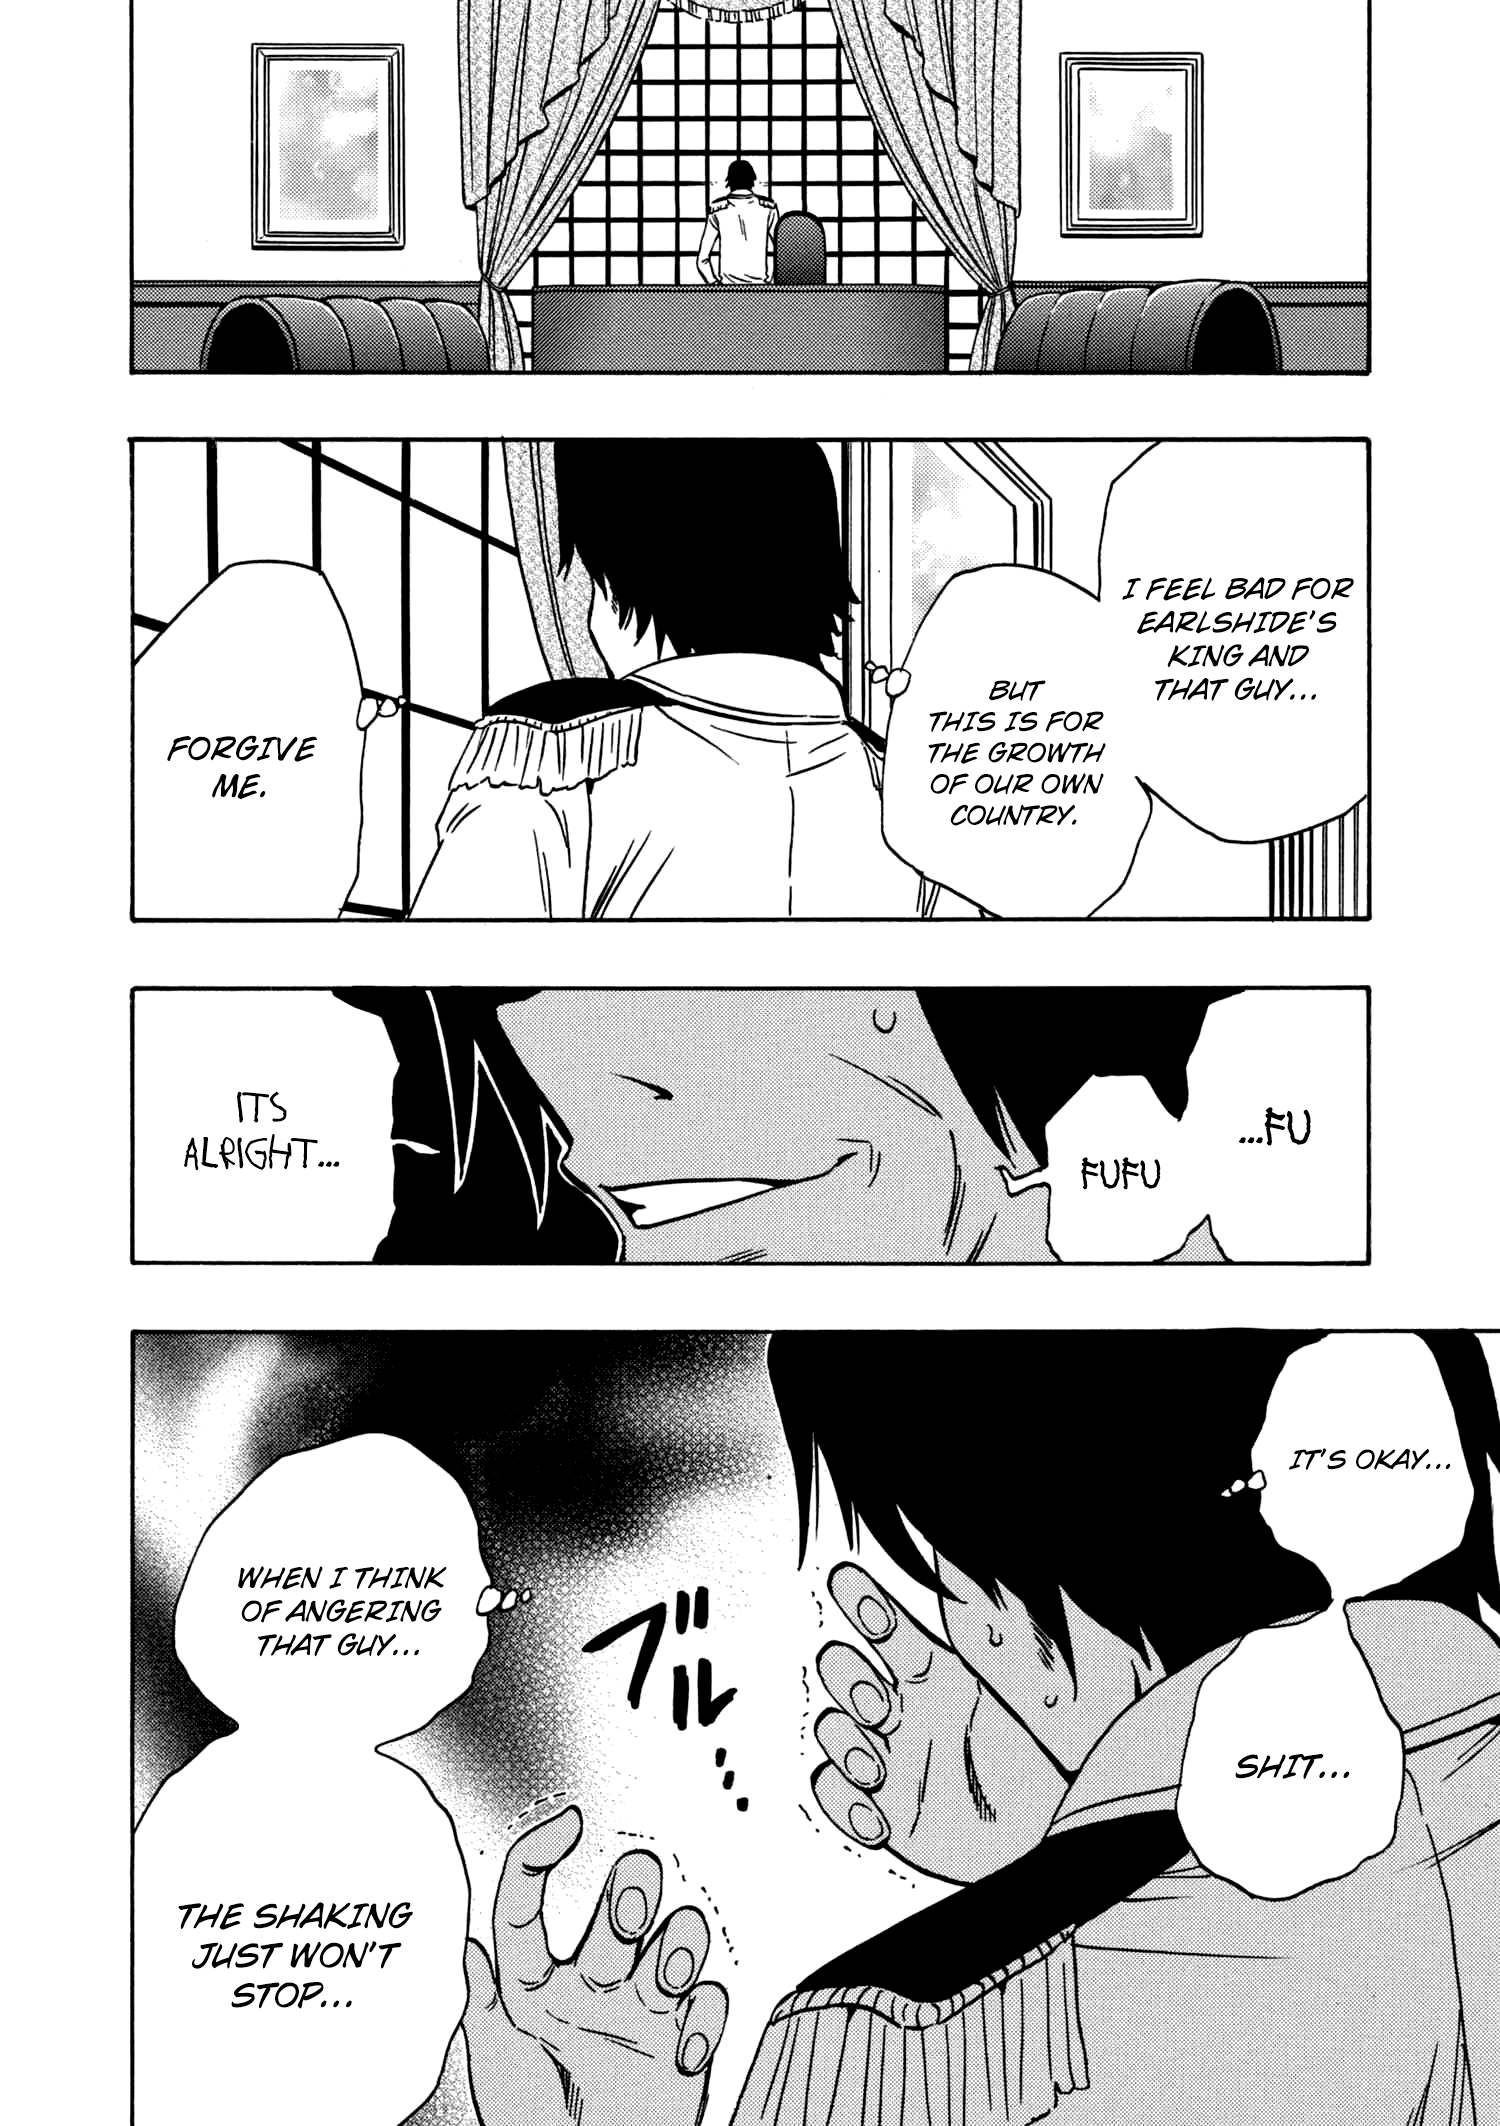 I FEEL BAD FOR
EARLSHIDE'S
KING AND
THAT GUY...
BUT
THIS IS FOR
THE GROWTH
OF OUR OWN
COUNTRY.
FORGIVE
ME.
...FU
FUFU
ITS
ALRIGHT...
IT'S OKAY...
SHIT...
ブルル
WHEN I THINK
OF ANGERING
THAT GUY...
THE SHAKING
JUST WON'T
STOP...